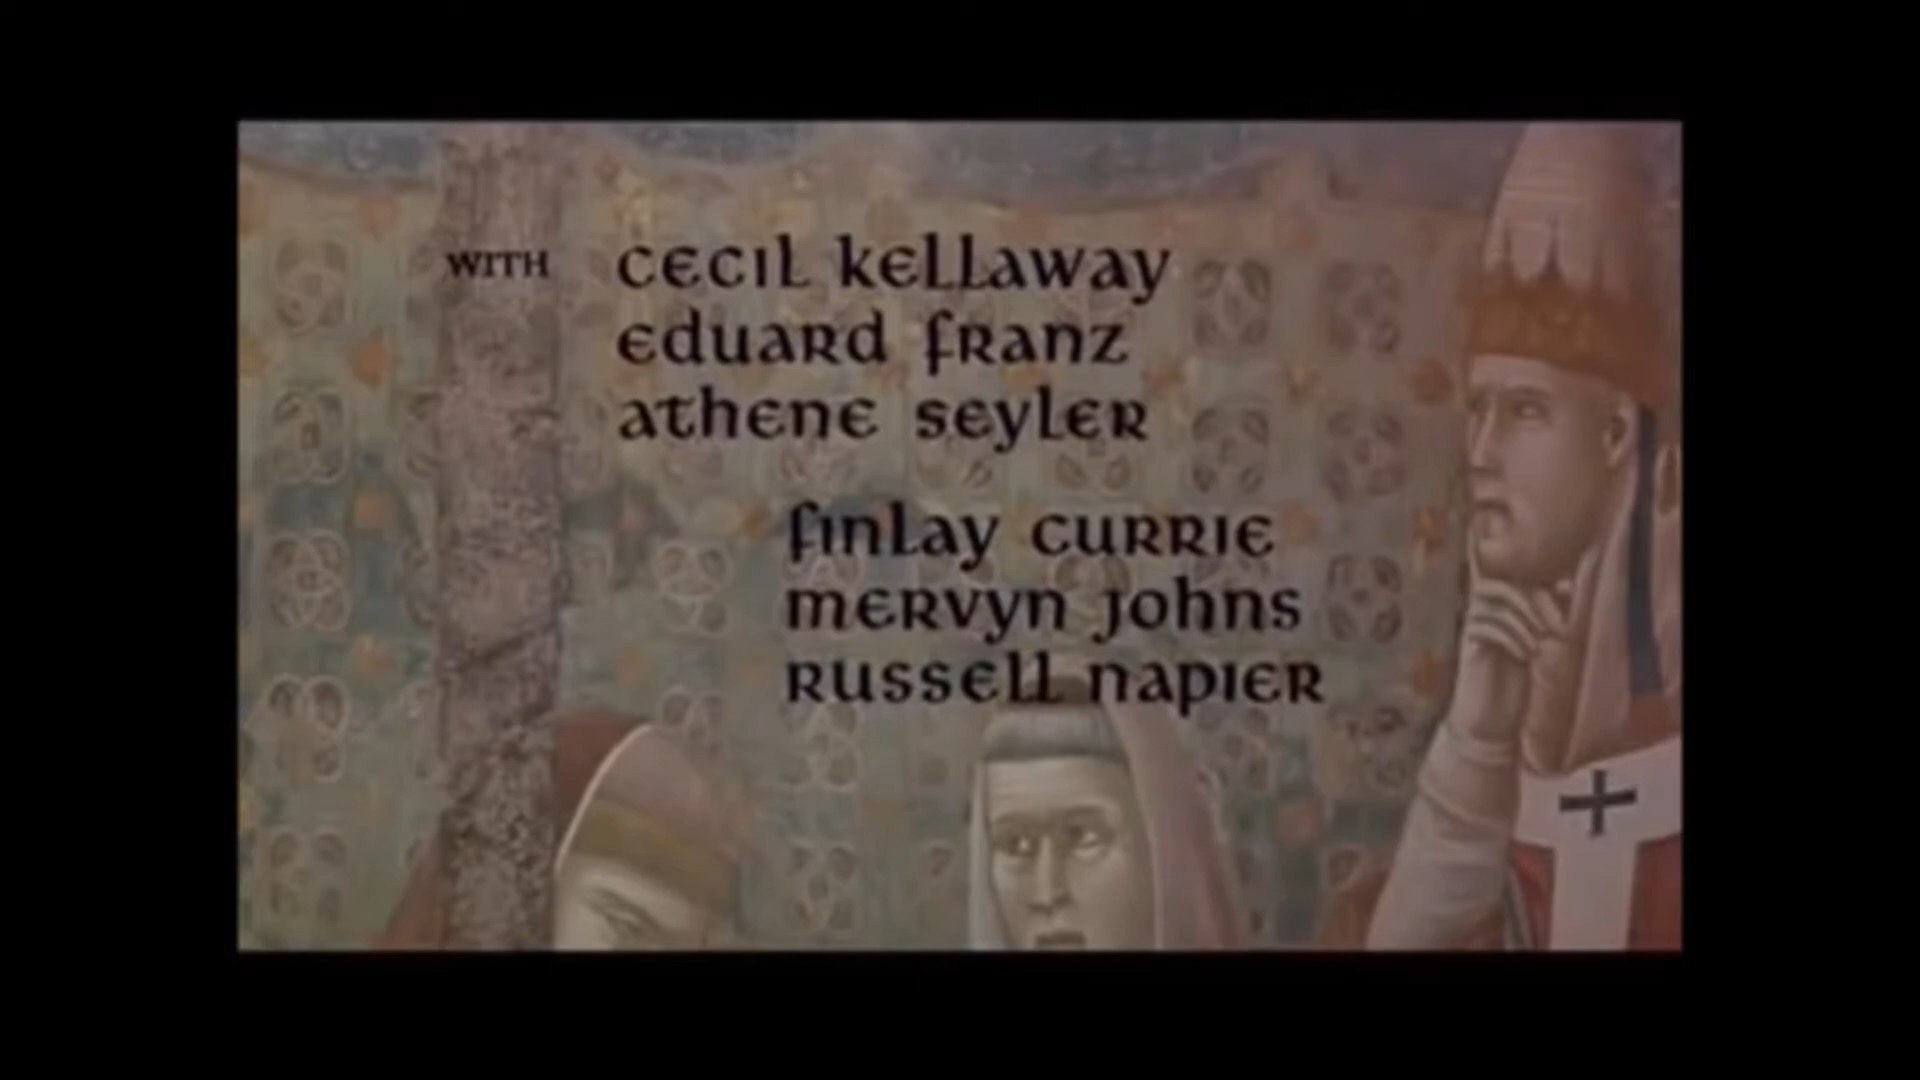 WITH CECIL KELLAWAY
EDUARD FRANZ
ATHENE SEYLER
FINLAY CURRIE
MERVYN JOHNS
RUSSELL NAPIER